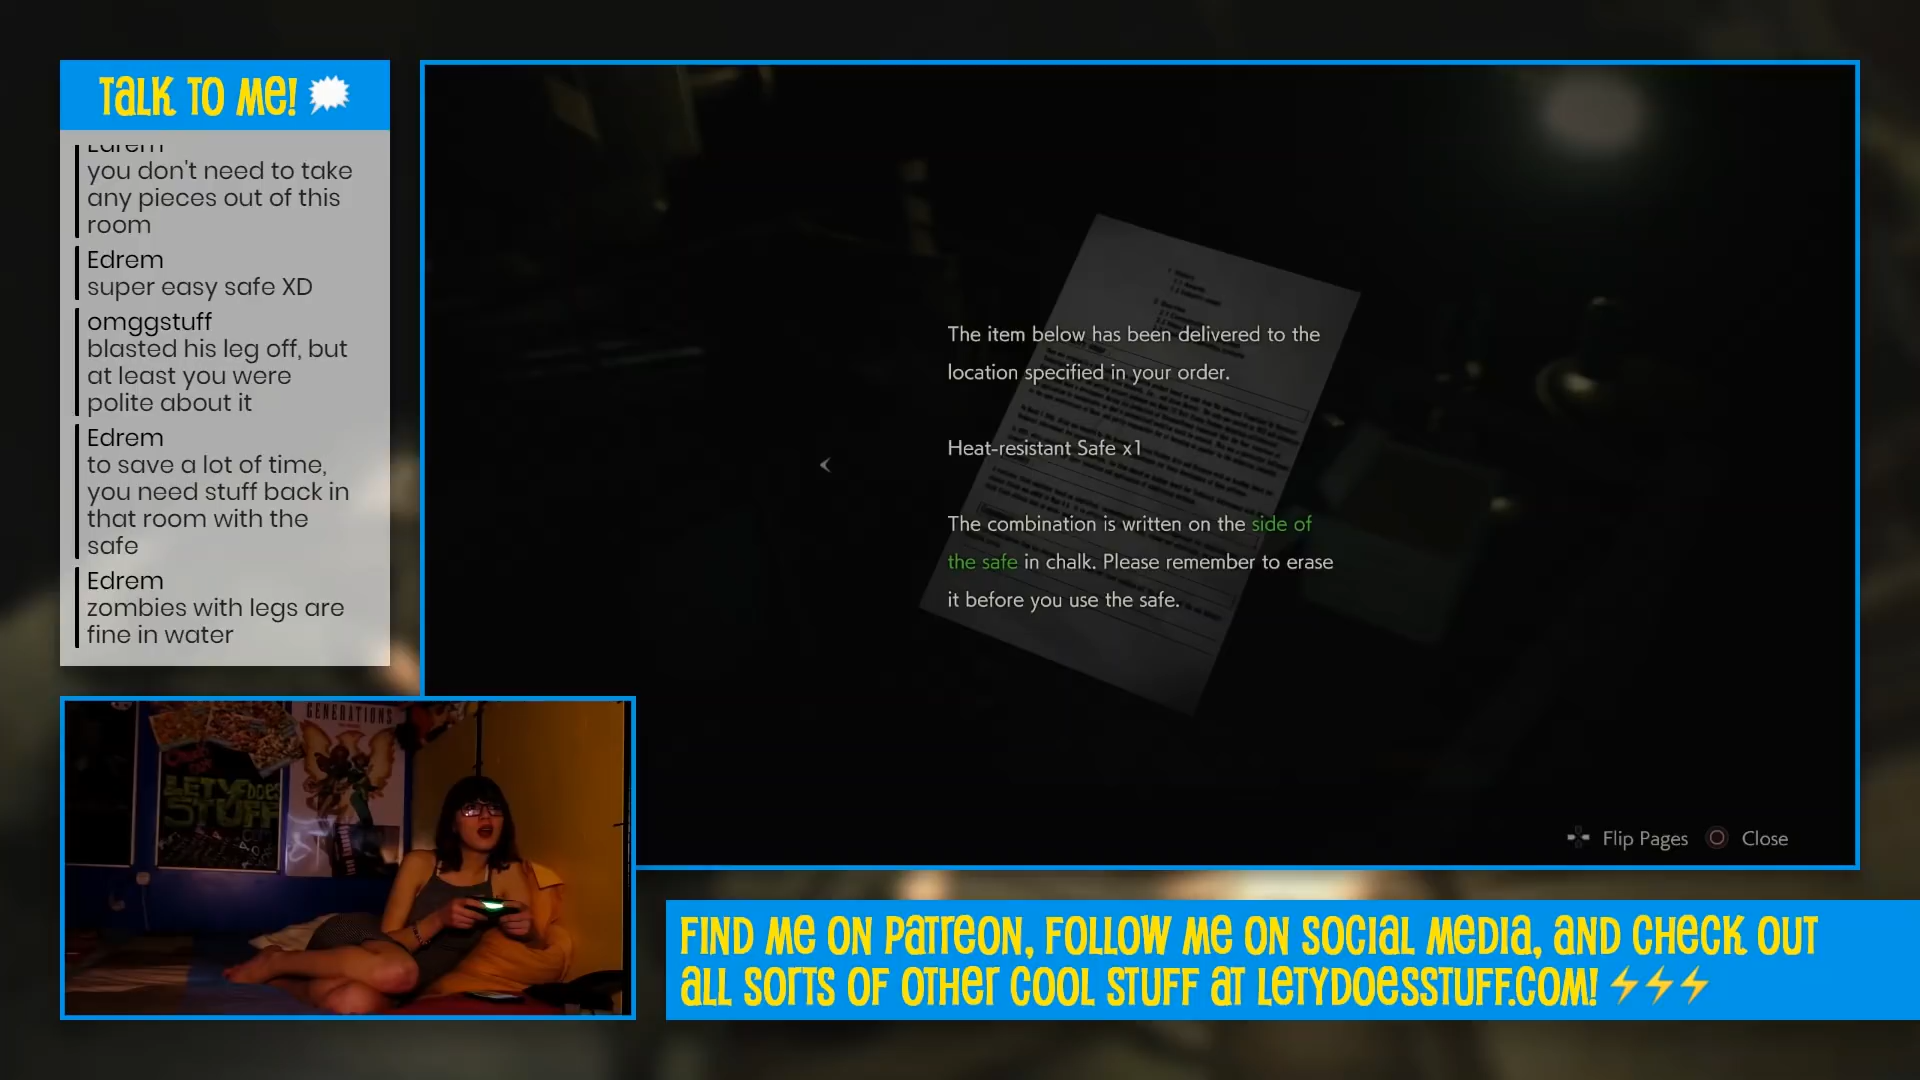 TALK TO ME!
Edrem
you don't need to take
any pieces out of this
room
Edrem
super easy safe XD
omggstuff
blasted his leg off, but
at least you were
polite about it
Edrem
to save a lot of time,
you need stuff back in
that room with the
safe
Edrem
zombies with legs are
fine in water
The item below has been delivered to the
location specified in your order.
Heat-resistant Safe x1
The combination is written on the side of
the safe in chalk. Please remember to erase
it before you use the safe.
Flip Pages
Close
GENERATIONS
LETY DOES
STUFF
FIND ME ON PATREON, FOLLOW ME ON SOCIAL MEDIA, AND CHECK OUT
ALL SORTS OF OTHER COOL STUFF AT LETYDOESSTUFF.COM!